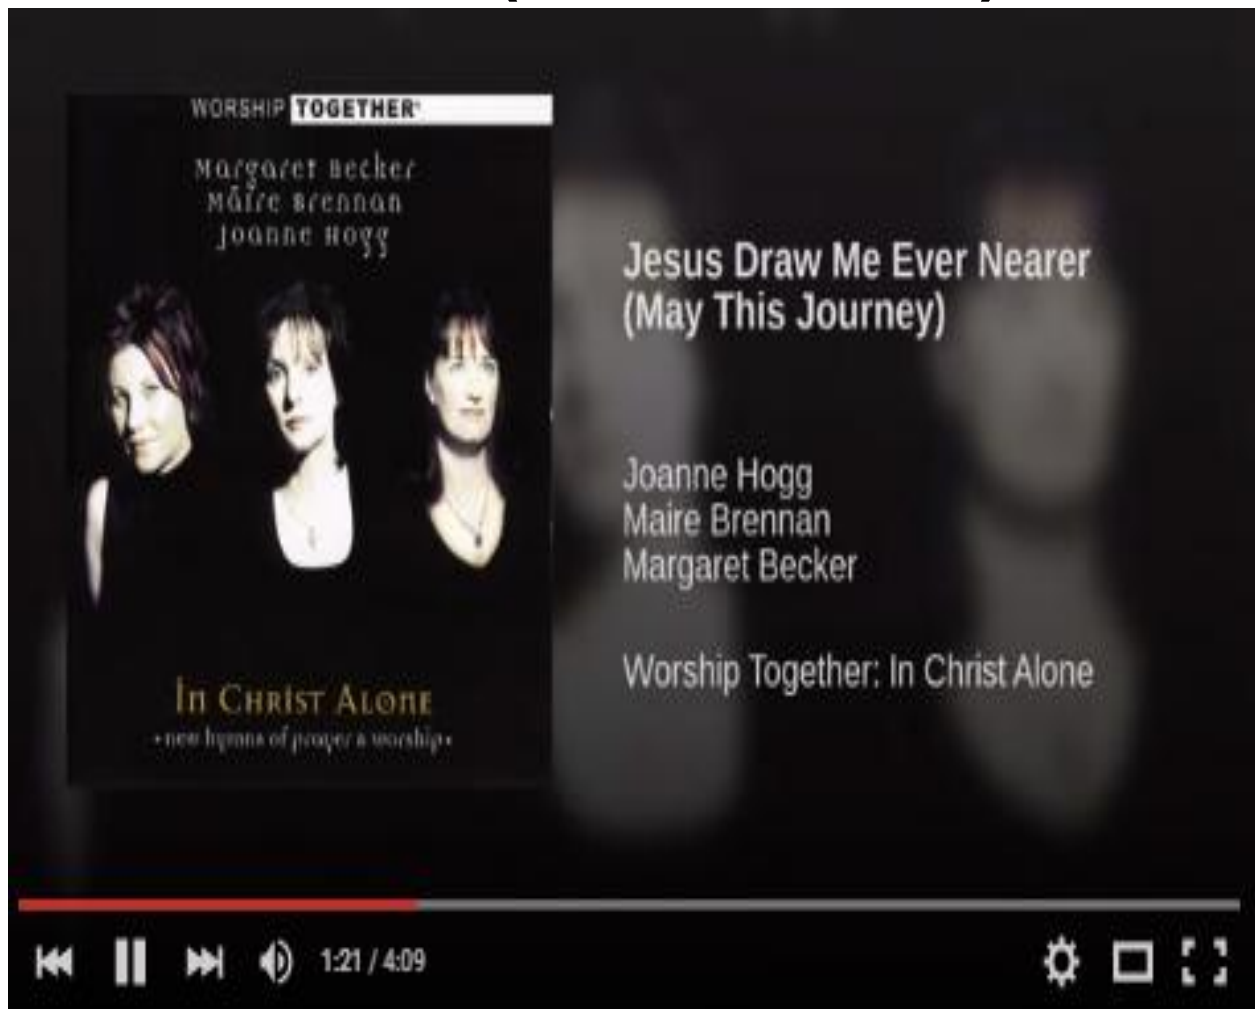 WORSHIP TOGETHER®
Margaret Becker
Máire Brennan
Joanne Hogg
In Christ Alone
• new hymns of prayer & worship •
Jesus Draw Me Ever Nearer
(May This Journey)
Joanne Hogg
Maire Brennan
Margaret Becker
Worship Together: In Christ Alone
1:21 / 4:09